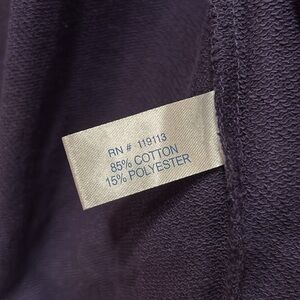 RN # 119113
85% COTTON
15% POLYESTER